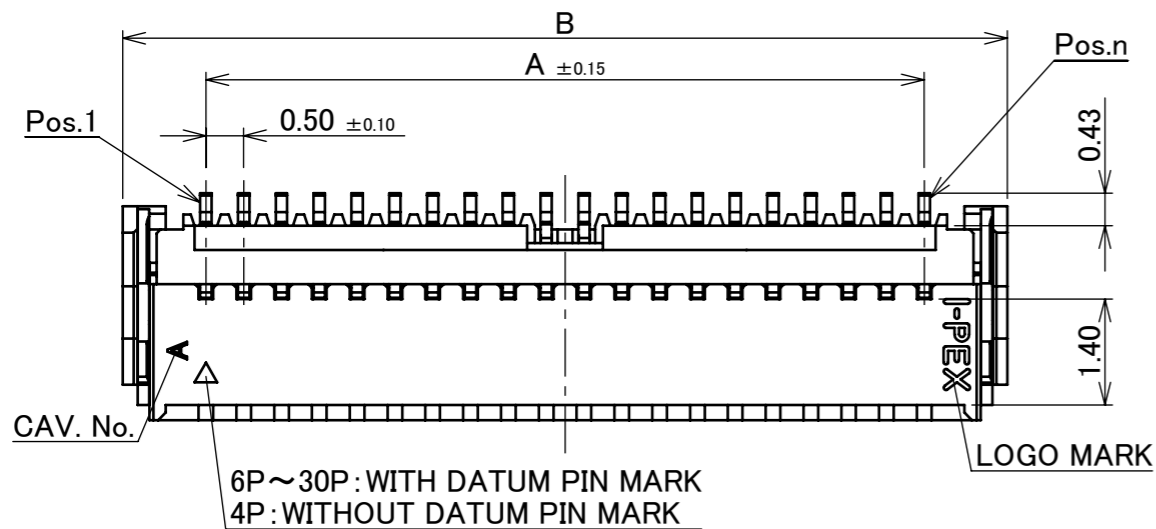 B
A ±0.15
Pos.n
Pos.1
0.50 ±0.10
0.43
A
I-PEX
1.40
CAV. No.
LOGO MARK
6P～30P：WITH DATUM PIN MARK
4P：WITHOUT DATUM PIN MARK